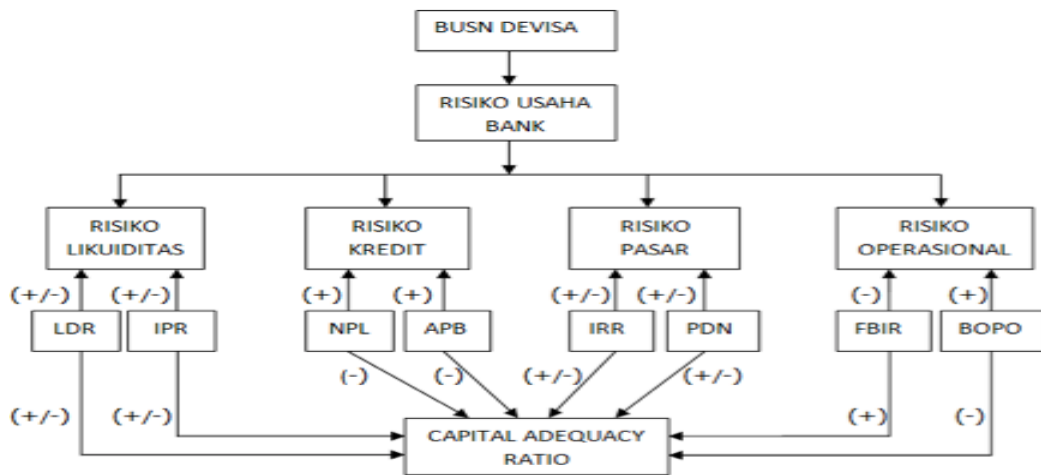 BUSN DEVISA
RISIKO USAHA
BANK
RISIKO
LIKUIDITAS
RISIKO
KREDIT
RISIKO
PASAR
RISIKO
OPERASIONAL
(+/-) (+/-) (+) (+) (+/-) (+/-) (-) (+)
LDR IPR NPL APB IRR PDN FBIR BOPO
(-) (-) (+/-) (+/-)
(+/-) (+/-) (+) (-)
CAPITAL ADEQUACY
RATIO